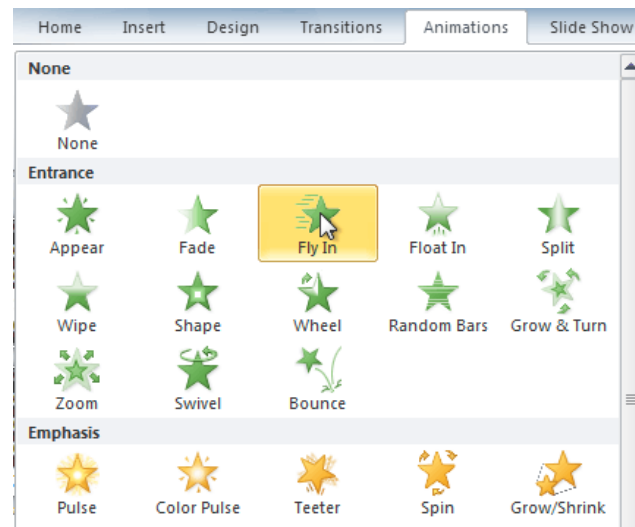 Home Insert Design Transitions Animations Slide Show
None
None
Entrance
Appear Fade Fly In Float In Split
Wipe Shape Wheel Random Bars Grow & Turn
Zoom Swivel Bounce
Emphasis
Pulse Color Pulse Teeter Spin Grow/Shrink